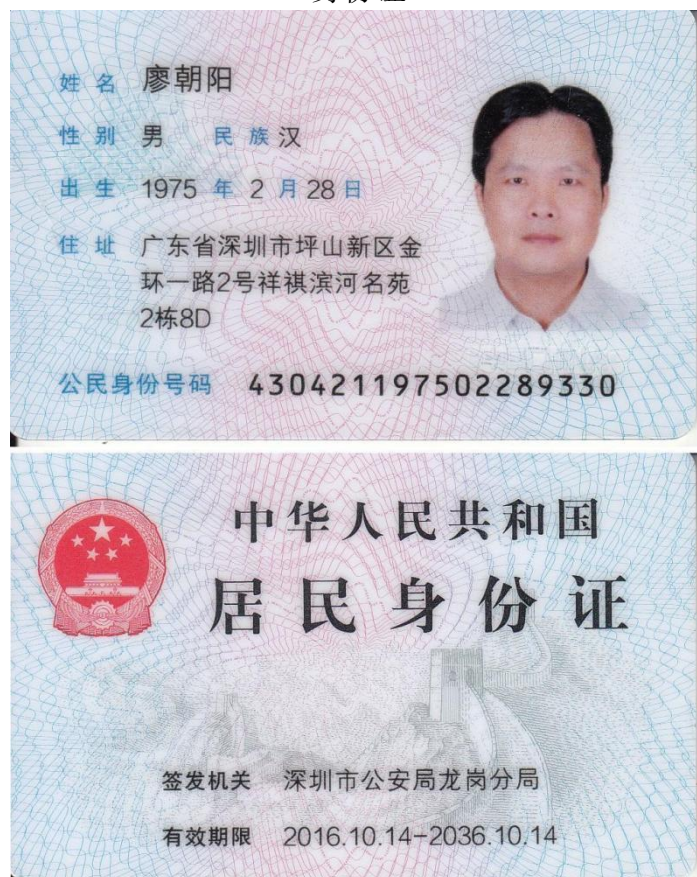 姓名 廖朝阳
性别 男 民族 汉
出生 1975 年 2 月 28 日
住址 广东省深圳市坪山新区金
环一路2号祥祺滨河名苑
2栋8D
公民身份号码 430421197502289330
中华人民共和国
居民身份证
签发机关 深圳市公安局龙岗分局
有效期限 2016.10.14-2036.10.14